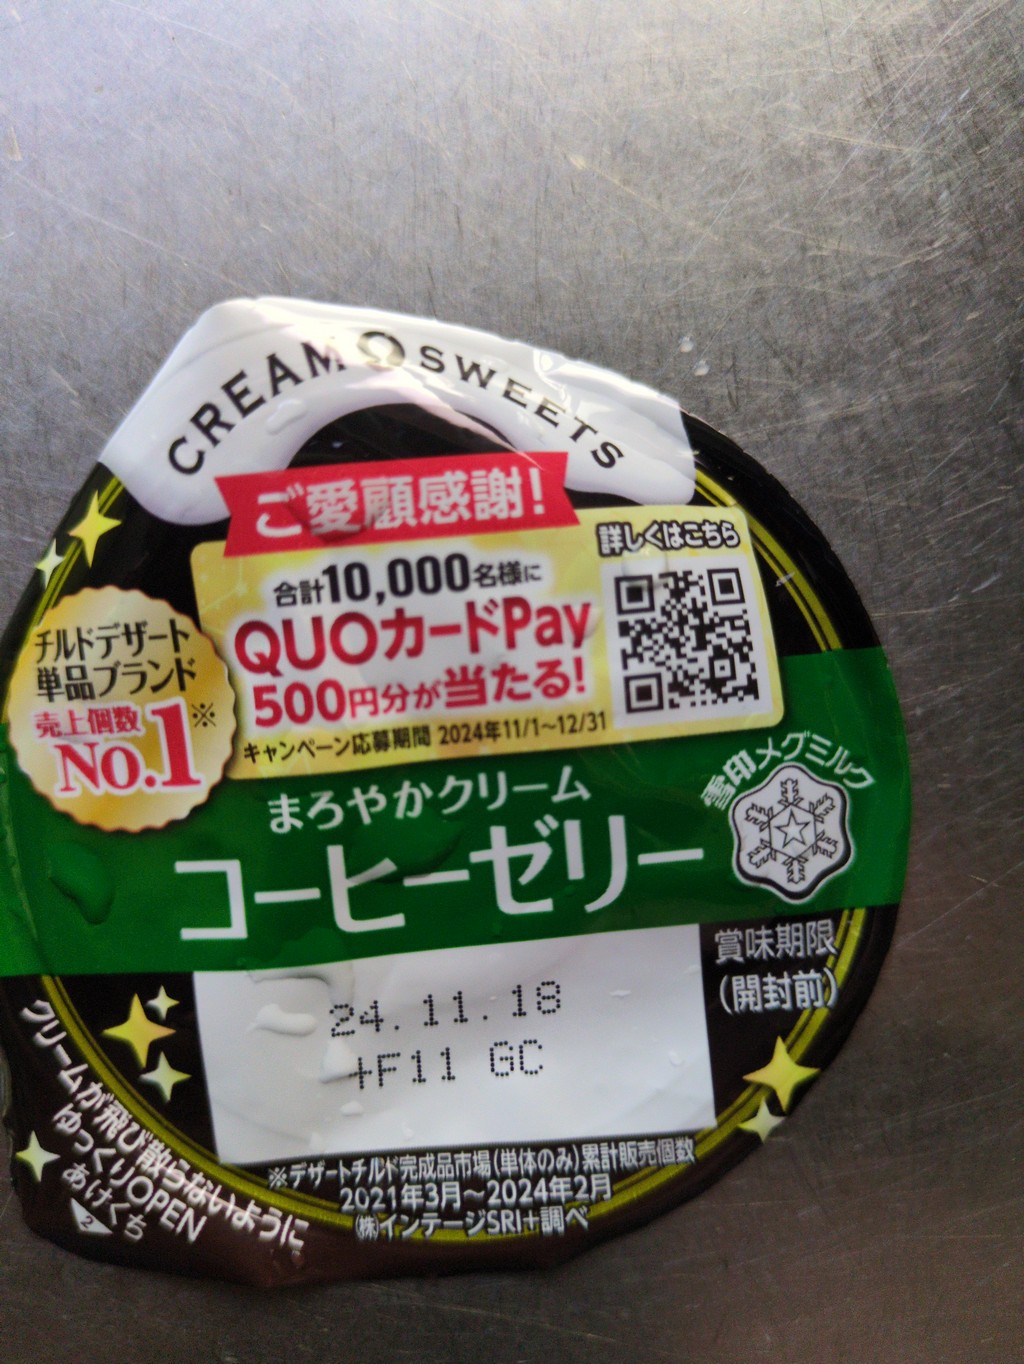 CREAM SWEETS
ご愛顧感謝!
合計10,000名様に
QUOカードPay
500円分が当たる!
キャンペーン応募期間 2024年11/1~12/31
詳しくはこちら
チルドデザート
単品ブランド
売上個数※
No.1
まろやかクリーム
コーヒーゼリー
雪印メグミルク
賞味期限
(開封前)
24.11.18
+F11 GC
クリームが飛び散らないように
ゆっくりOPEN
あけくち
2
※デザートチルド完成品市場(単体のみ)累計販売個数
2021年3月~2024年2月
(株)インテージSRI+調べ